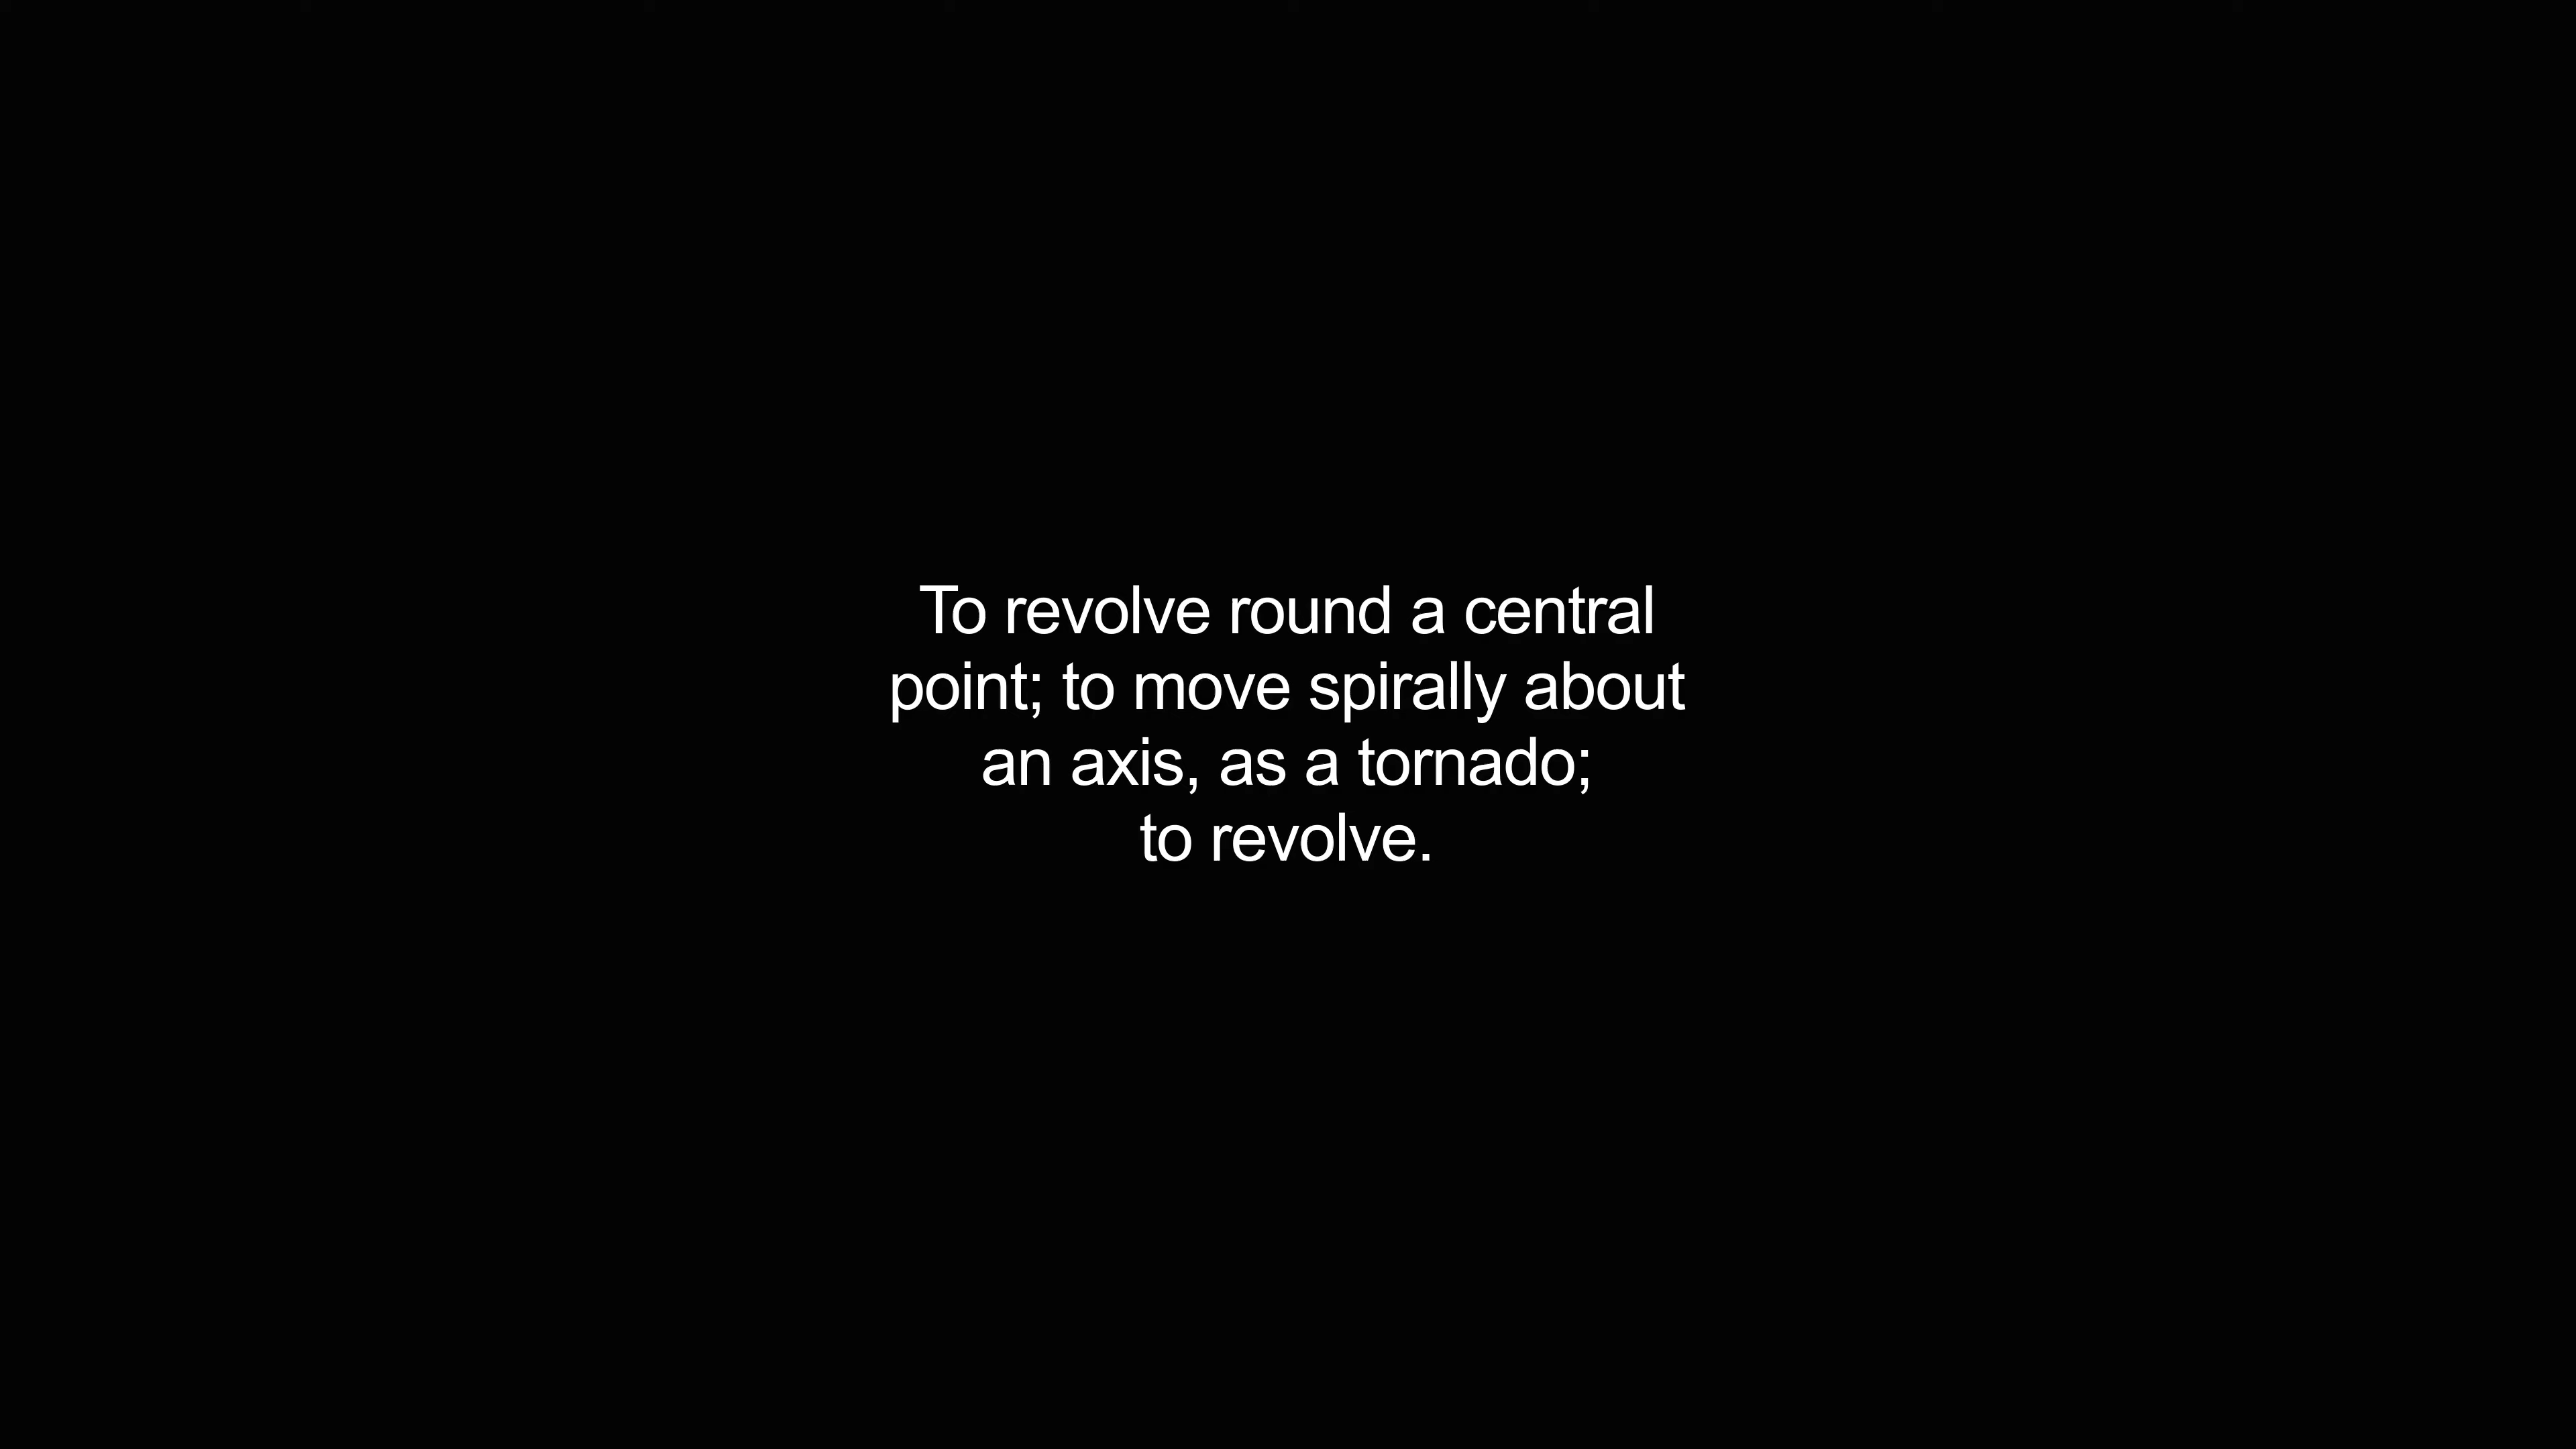 To revolve round a central
point; to move spirally about
an axis, as a tornado;
to revolve.